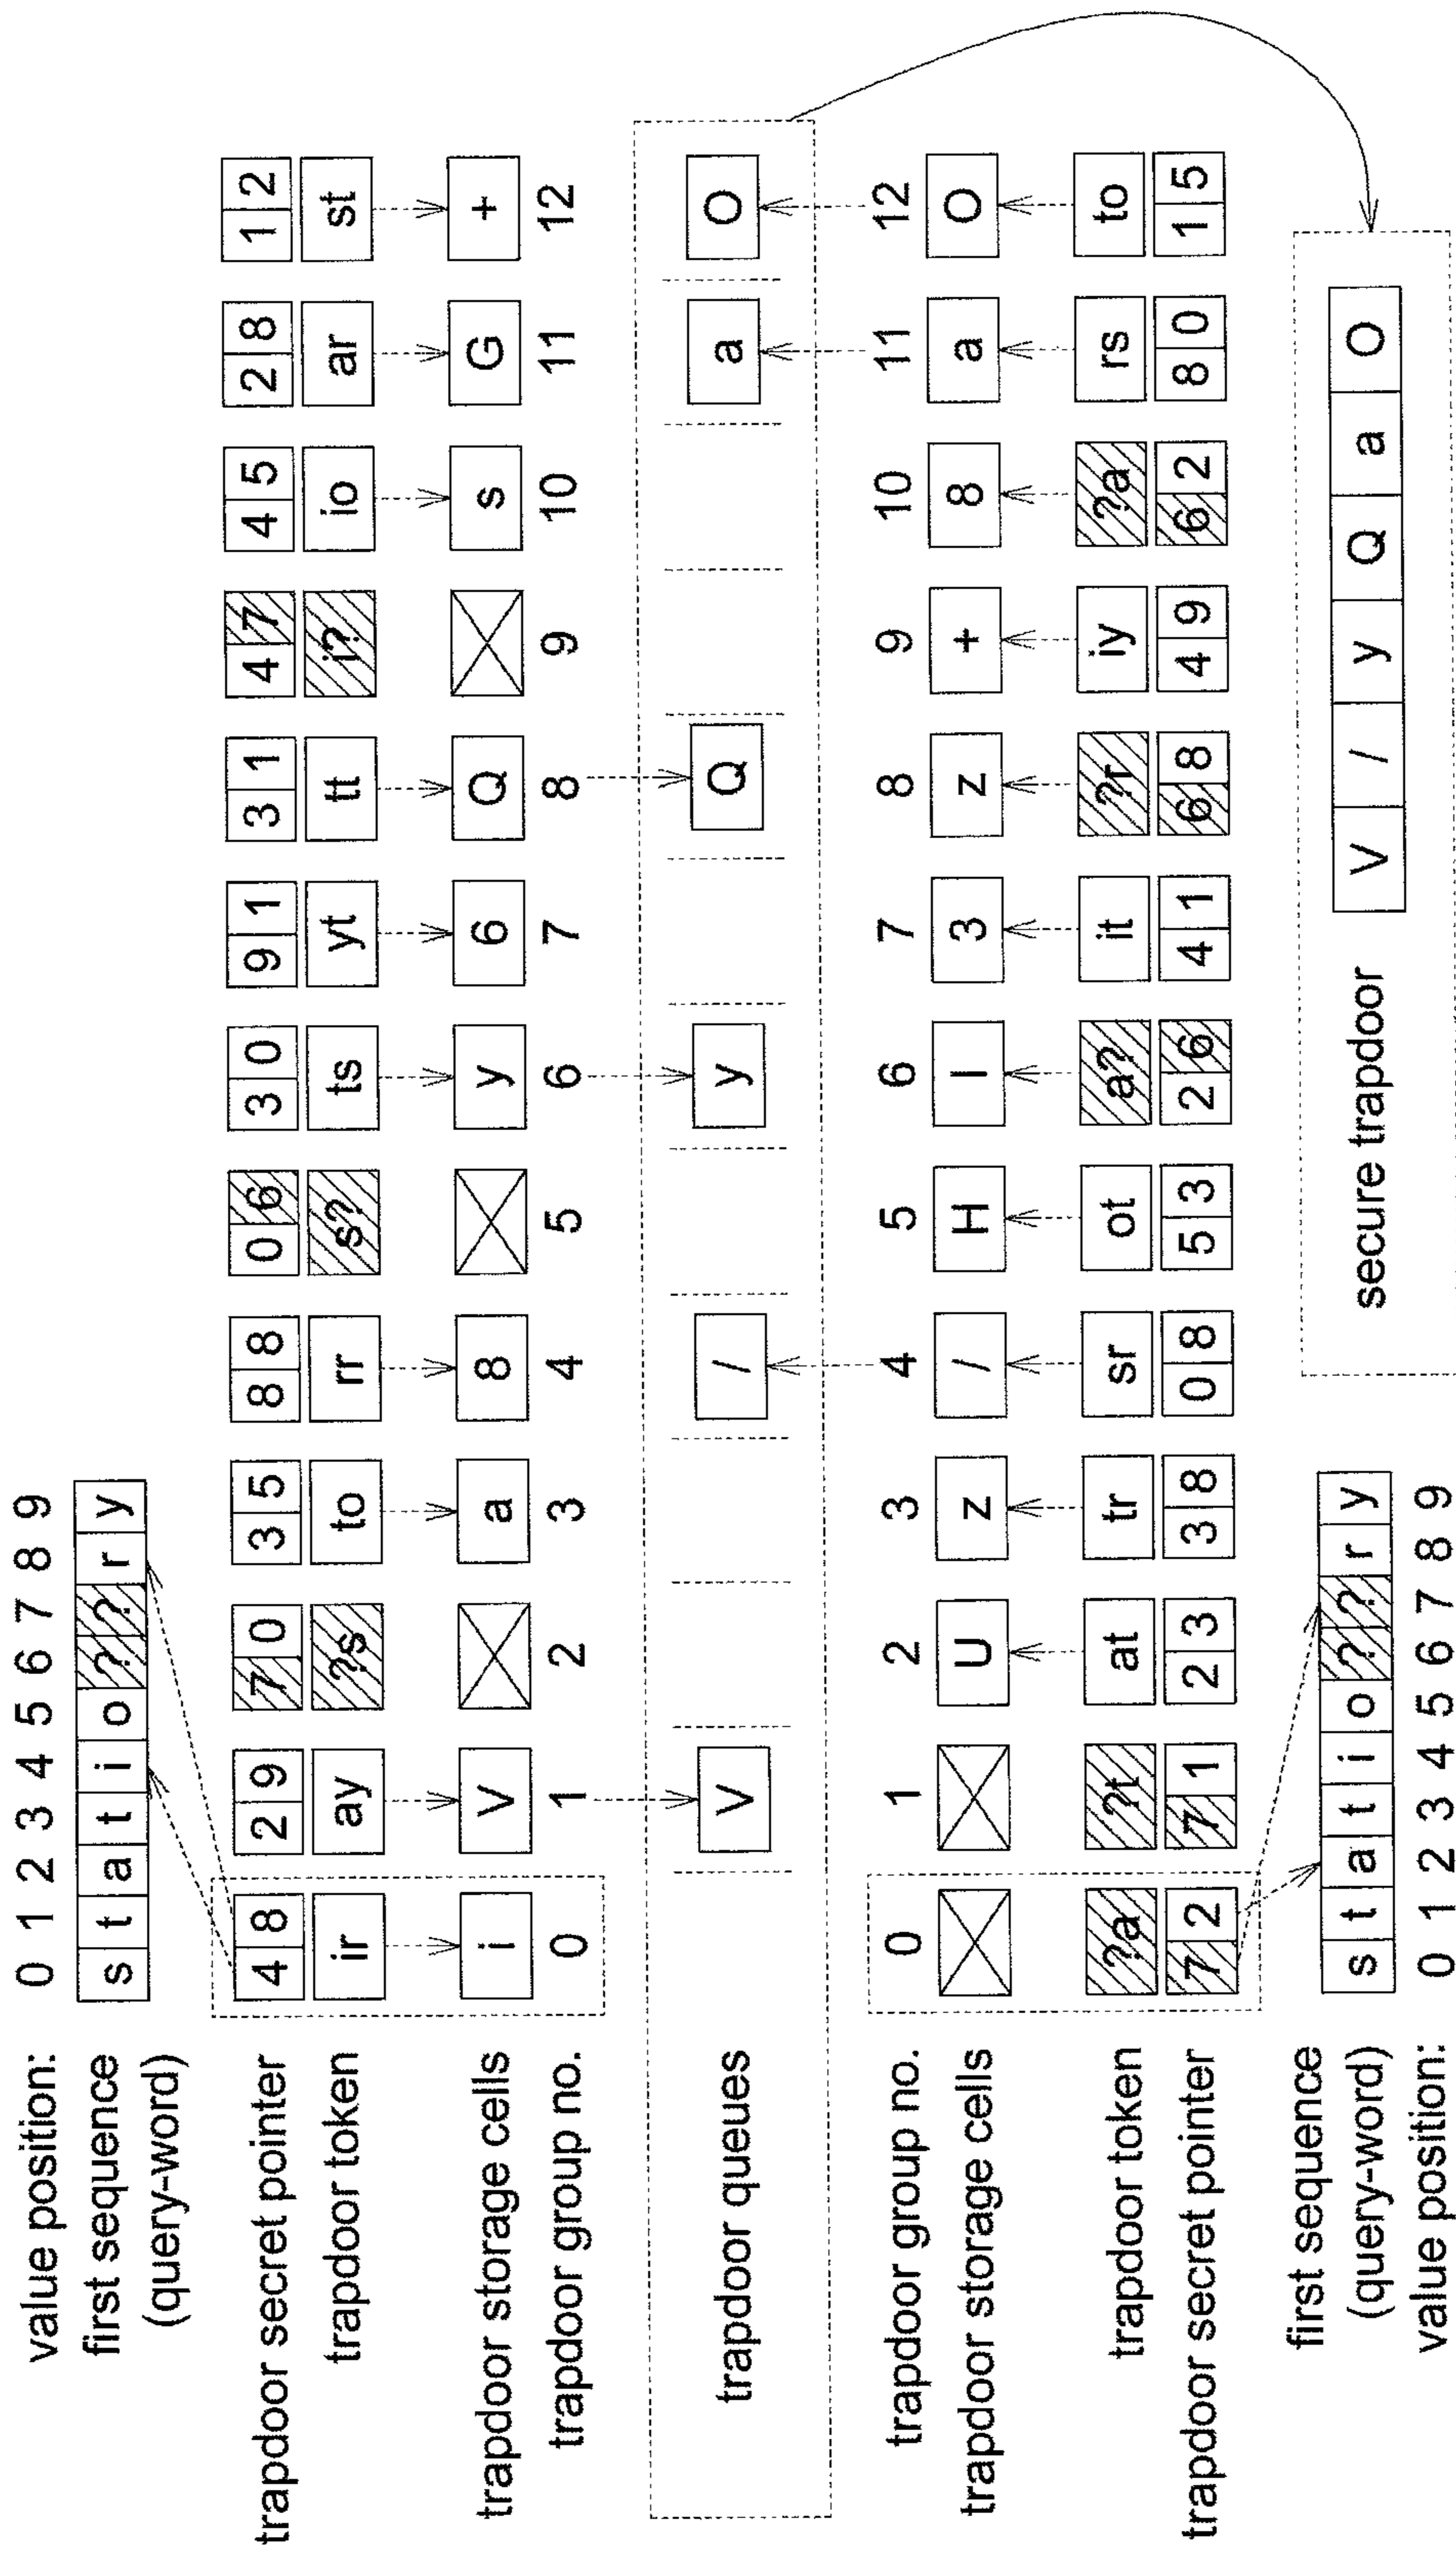 value position: 0 1 2 3 4 5 6 7 8 9
first sequence (query-word) s t a t i o ? ? r y
trapdoor secret pointer 4 8 2 9 7 0 3 5 8 8 0 6 3 0 9 1 3 1 4 7 4 5 2 8 1 2
trapdoor token ir ay ?s to rr s? ts yt tt i? io ar st
trapdoor storage cells i V a 8 y 6 Q s G +
trapdoor group no. 0 1 2 3 4 5 6 7 8 9 10 11 12
trapdoor queues V / y Q a O
trapdoor group no. 0 1 2 3 4 5 6 7 8 9 10 11 12
trapdoor storage cells U z / H I 3 z + 8 a O
trapdoor token ?a ?t at tr sr ot a? it ?r iy ?a rs to
trapdoor secret pointer 7 2 7 1 2 3 3 8 0 8 5 3 2 6 4 1 6 8 4 9 6 2 8 0 1 5
first sequence (query-word) s t a t i o ? ? r y
value position: 0 1 2 3 4 5 6 7 8 9
secure trapdoor V / y Q a O